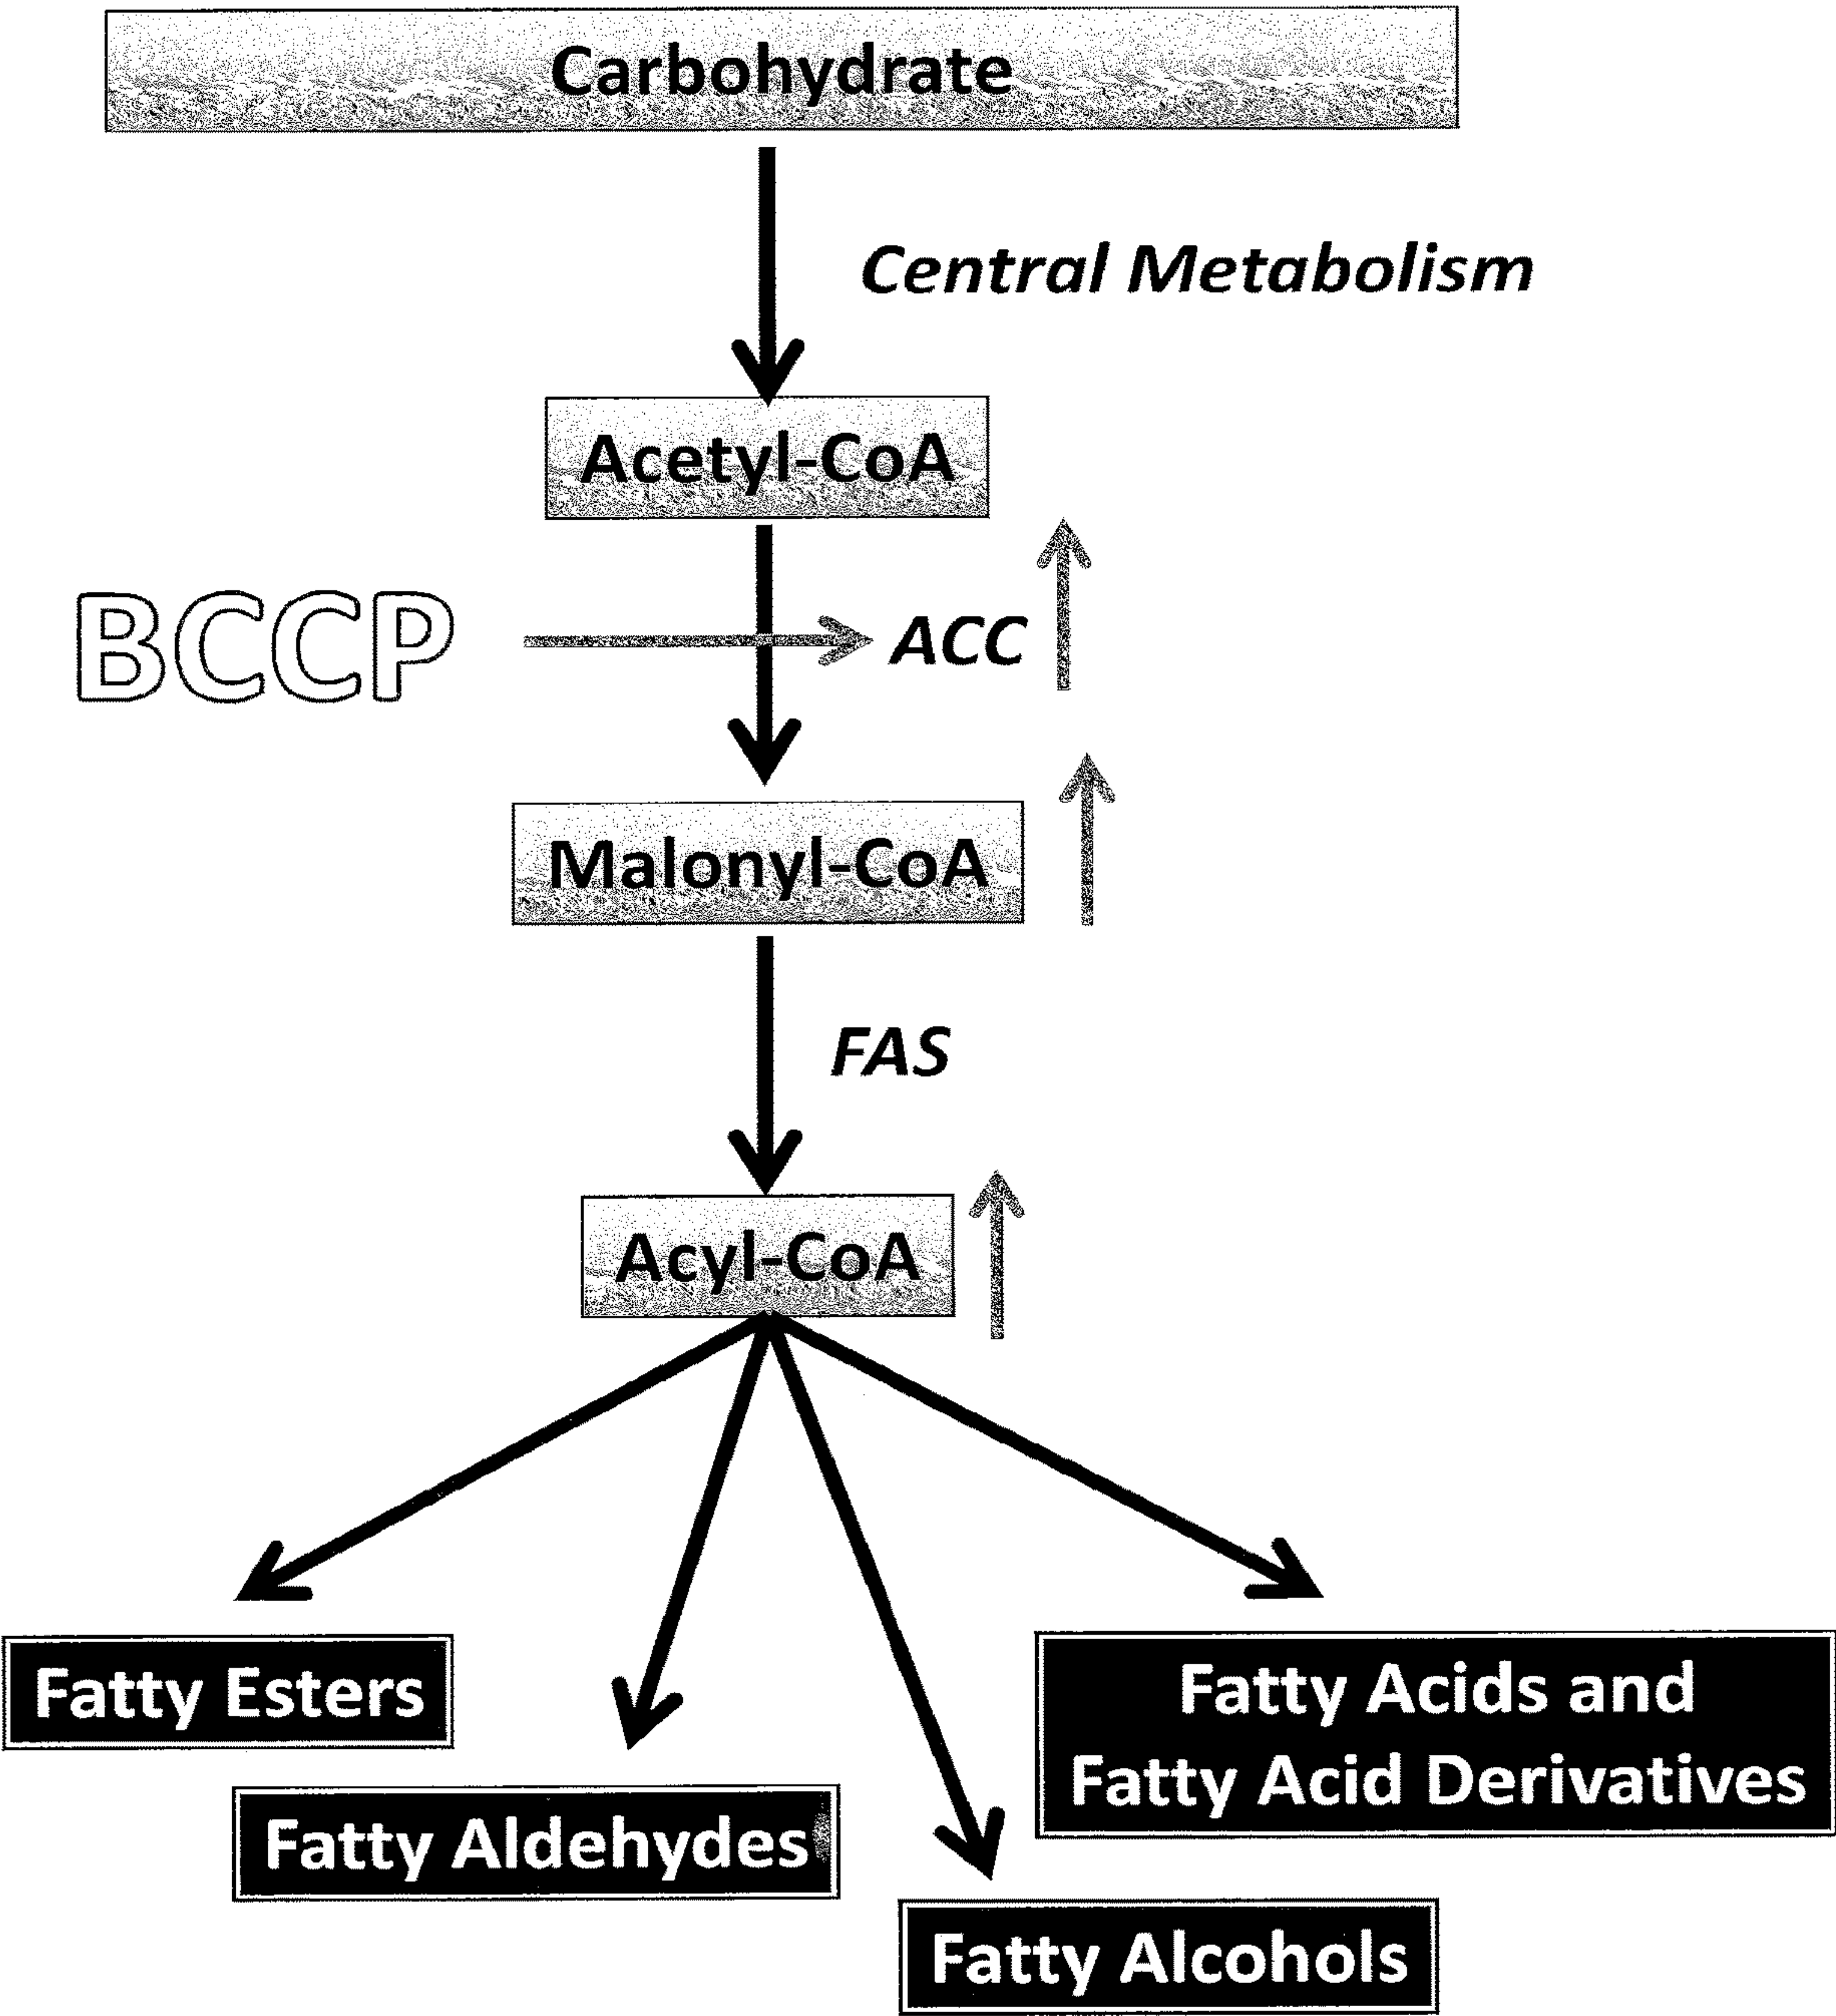 Carbohydrate
Central Metabolism
Acetyl-CoA
BCCP
ACC
Malonyl-CoA
FAS
Acyl-CoA
Fatty Esters
Fatty Aldehydes
Fatty Alcohols
Fatty Acids and
Fatty Acid Derivatives